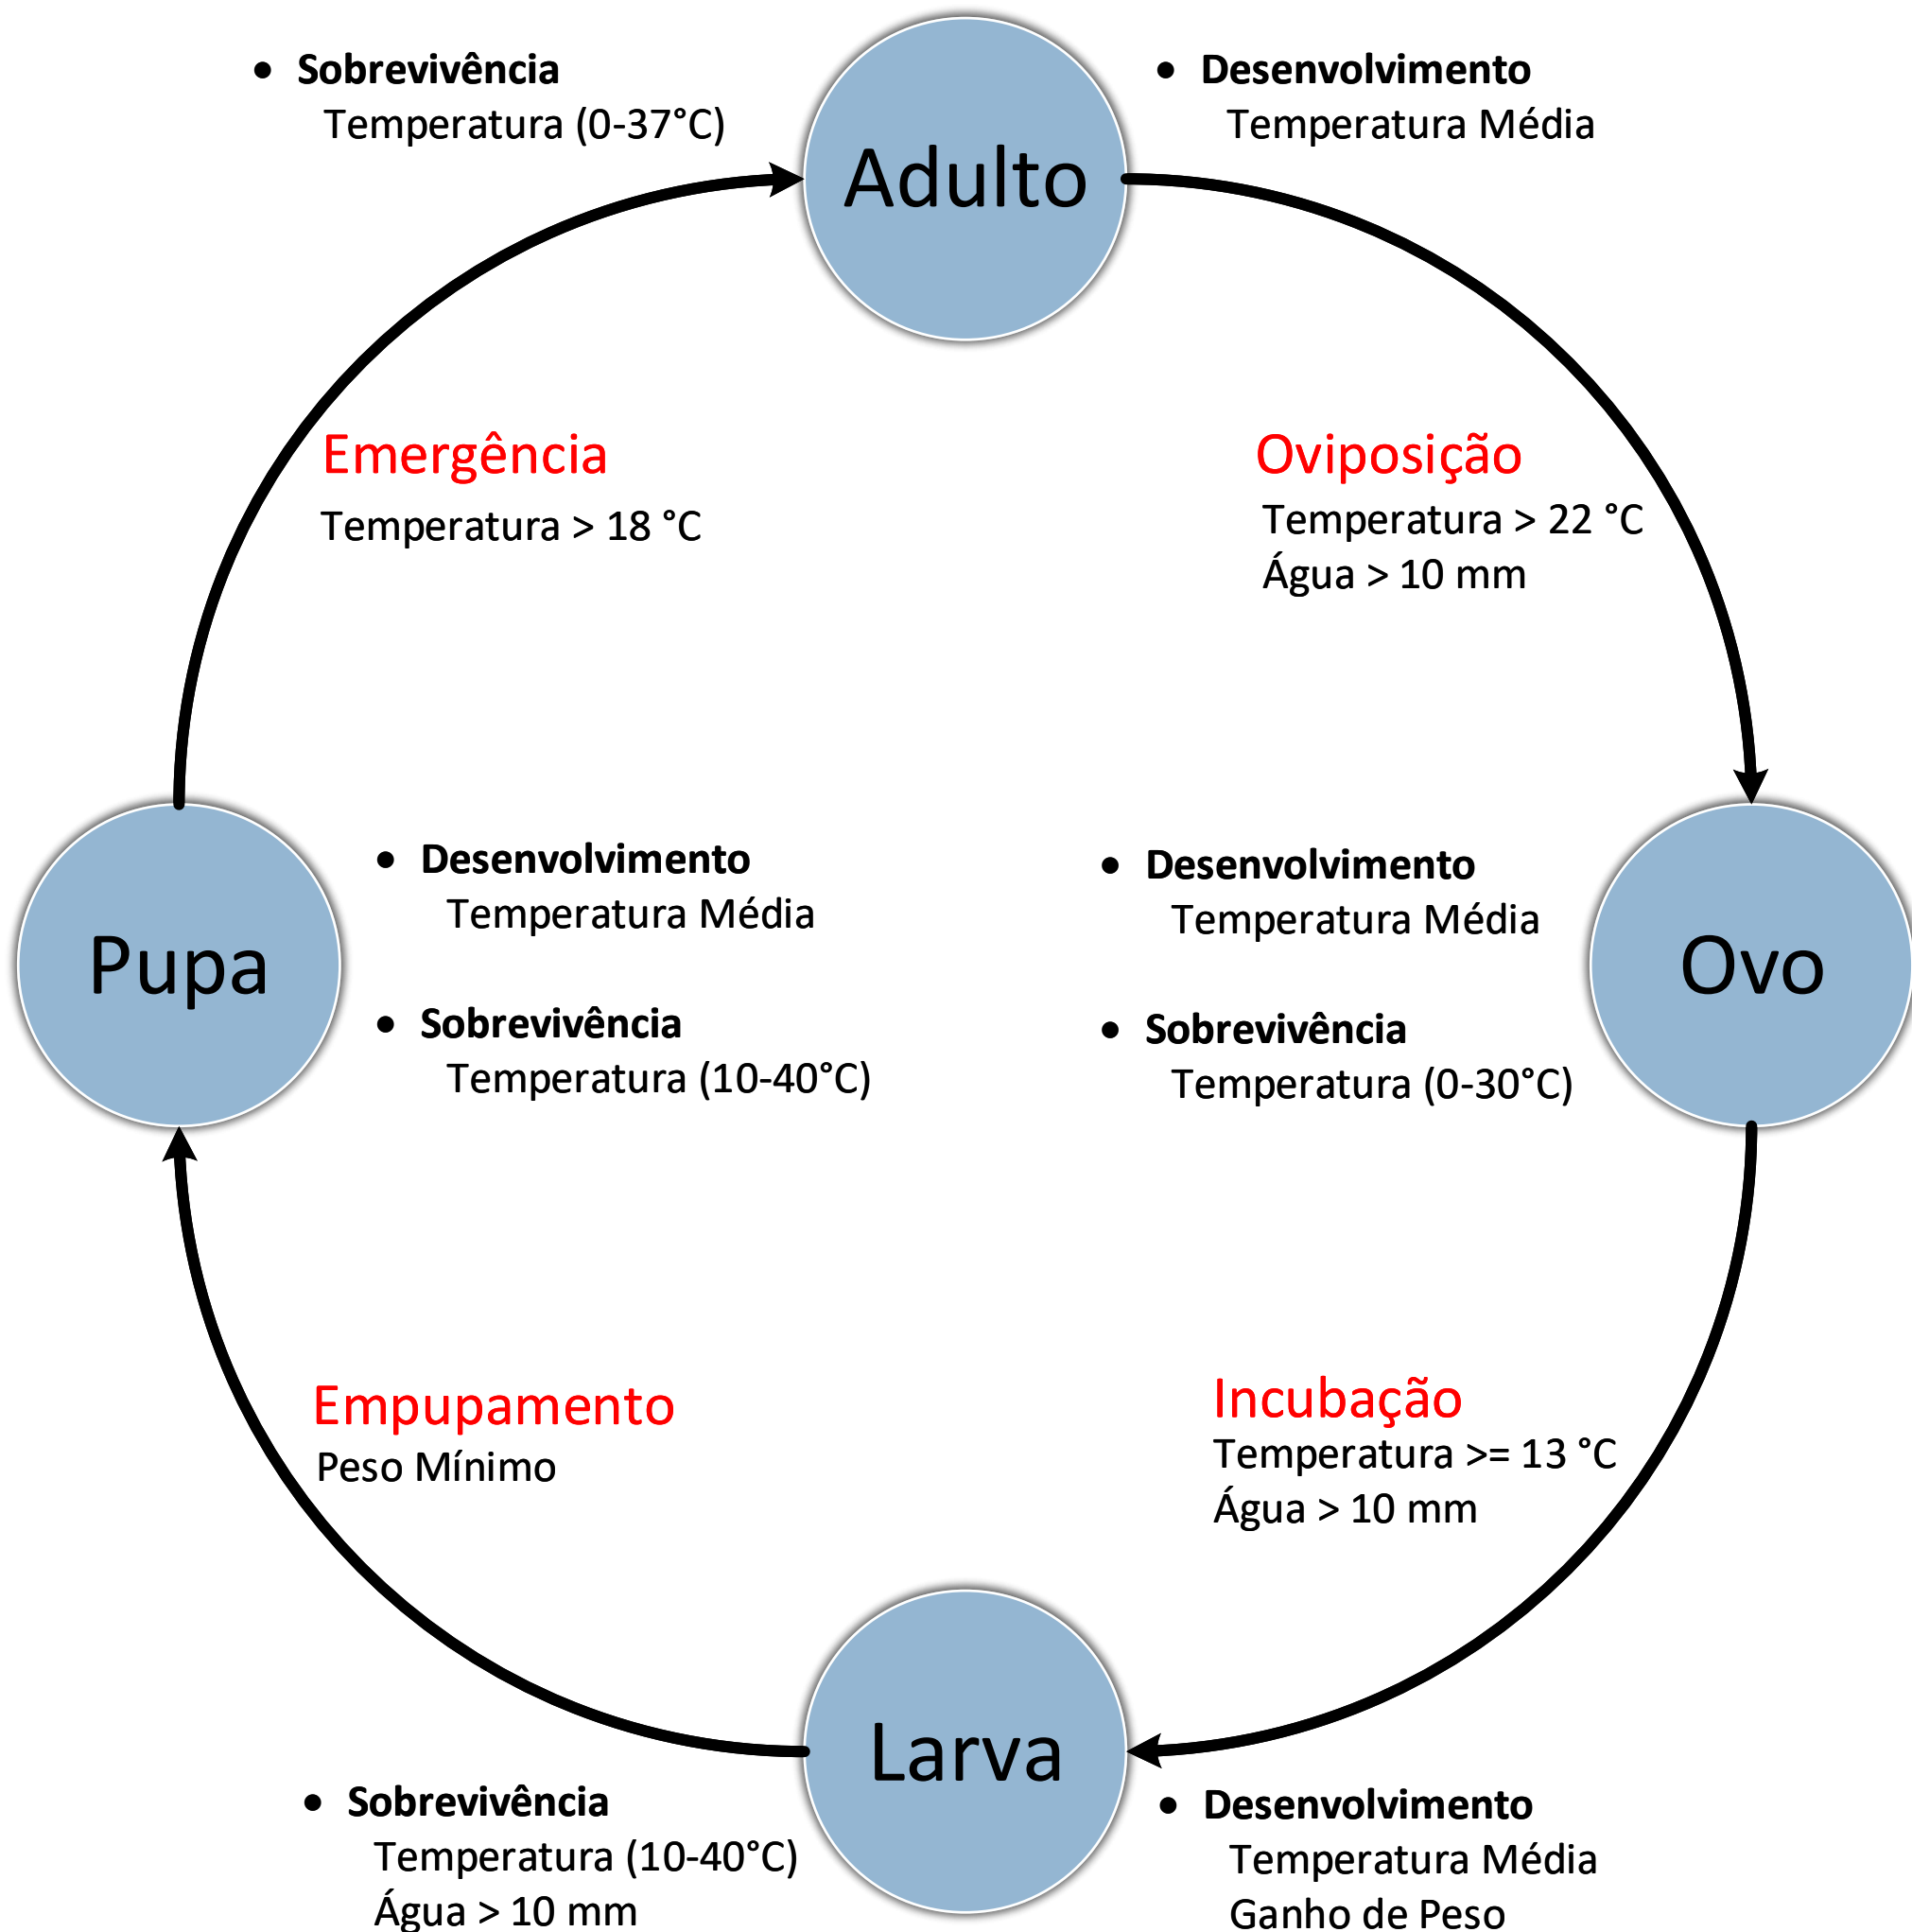 • Sobrevivência
Temperatura (0-37°C)
Adulto
• Desenvolvimento
Temperatura Média
Emergência
Temperatura > 18 °C
Oviposição
Temperatura > 22 °C
Água > 10 mm
Pupa
• Desenvolvimento
Temperatura Média
• Sobrevivência
Temperatura (10-40°C)
• Desenvolvimento
Temperatura Média
• Sobrevivência
Temperatura (0-30°C)
Ovo
Empupamento
Peso Mínimo
Incubação
Temperatura >= 13 °C
Água > 10 mm
Larva
• Sobrevivência
Temperatura (10-40°C)
Água > 10 mm
• Desenvolvimento
Temperatura Média
Ganho de Peso